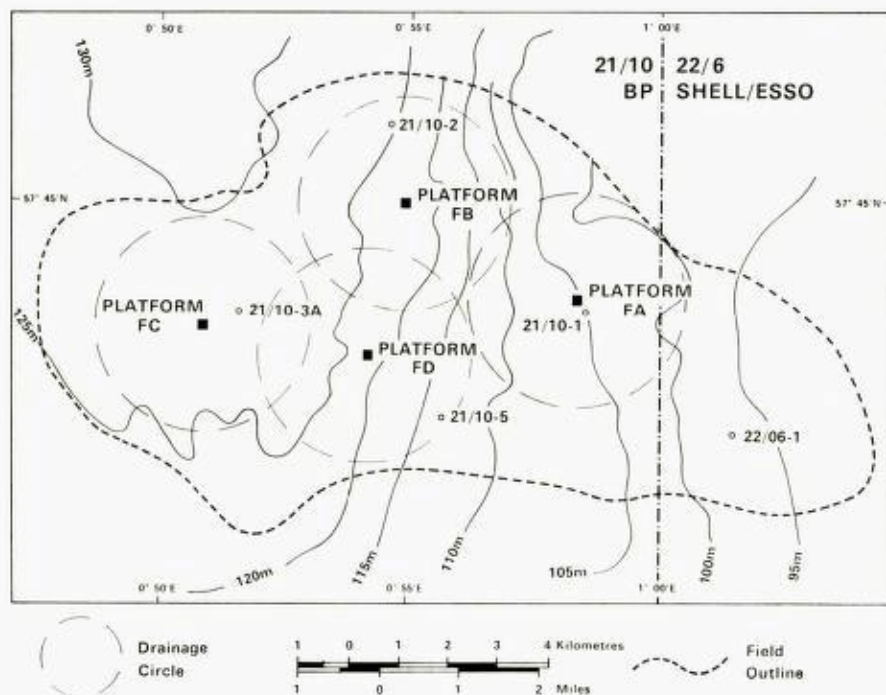 0° 50'E
0° 55'E
1° 00'E
130m
21/10
22/6
BP
SHELL/ESSO
21/10-2
57° 45'N
57° 45'N
PLATFORM
FB
PLATFORM
FC
21/10-3A
PLATFORM
FA
21/10-1
125m
PLATFORM
FD
21/10-5
22/06-1
120m
115m
110m
105m
100m
95m
0° 50'E
0° 55'E
1° 00'E
Drainage
Circle
1 0 1 2 3 4 Kilometres
1 0 1 2 Miles
Field
Outline